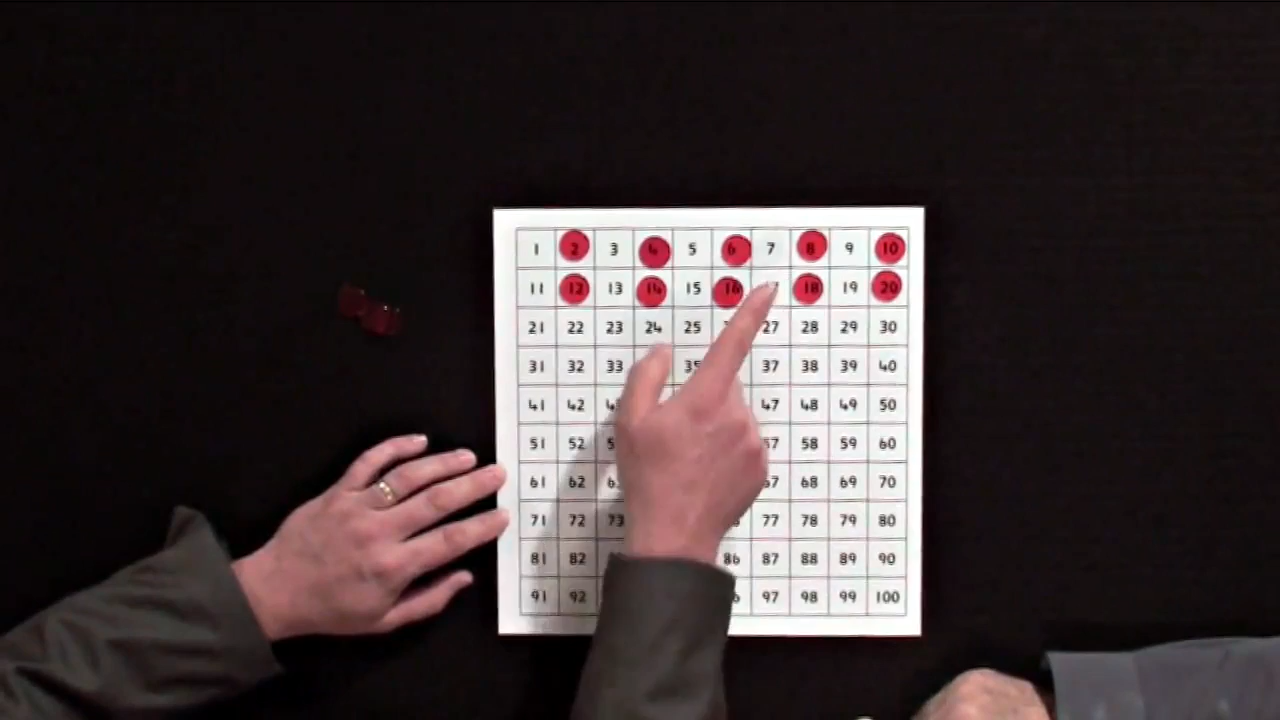 1 2 3 4 5 6 7 8 9 10
11 12 13 14 15 16 18 19 20
21 22 23 24 25 27 28 29 30
31 32 33 35 37 38 39 40
41 42 47 48 49 50
51 52 57 58 59 60
61 62 67 68 69 70
71 72 73 77 78 79 80
81 82 86 87 88 89 90
91 92 97 98 99 100